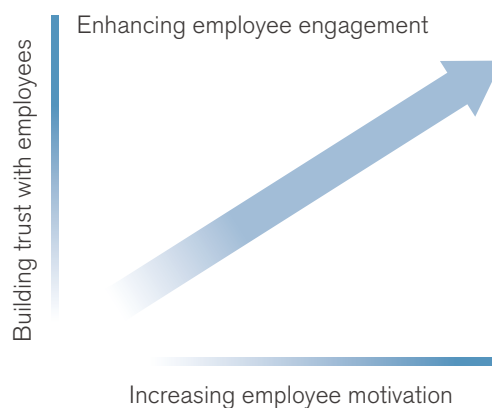 Enhancing employee engagement
Building trust with employees
Increasing employee motivation